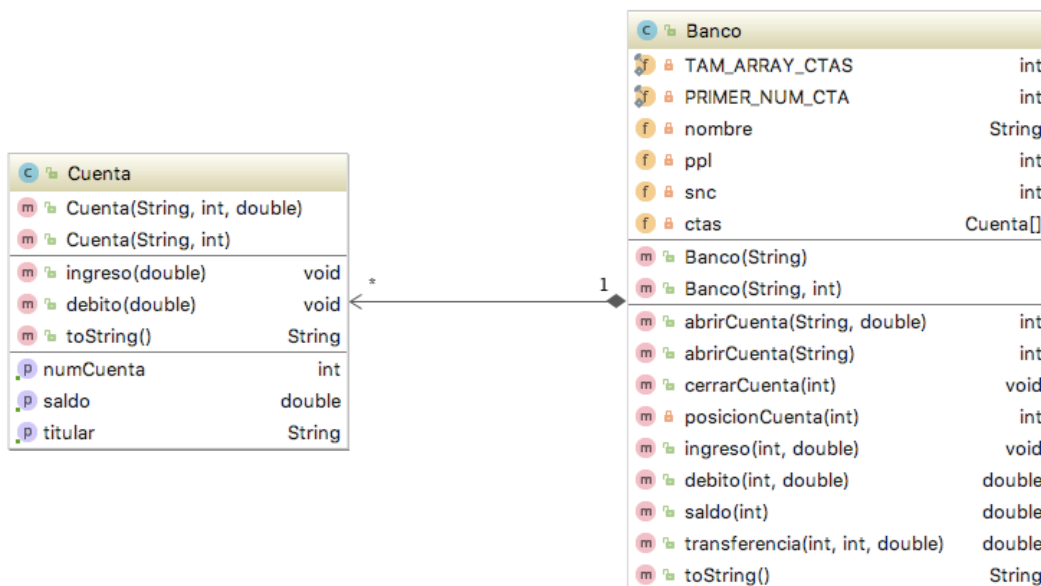 Cuenta
Cuenta(String, int, double)
Cuenta(String, int)
ingreso(double) void
debito(double) void
toString() String
numCuenta int
saldo double
titular String
* 1
Banco
TAM_ARRAY_CTAS int
PRIMER_NUM_CTA int
nombre String
ppl int
snc int
ctas Cuenta[]
Banco(String)
Banco(String, int)
abrirCuenta(String, double) int
abrirCuenta(String) int
cerrarCuenta(int) void
posicionCuenta(int) int
ingreso(int, double) void
debito(int, double) double
saldo(int) double
transferencia(int, int, double) double
toString() String